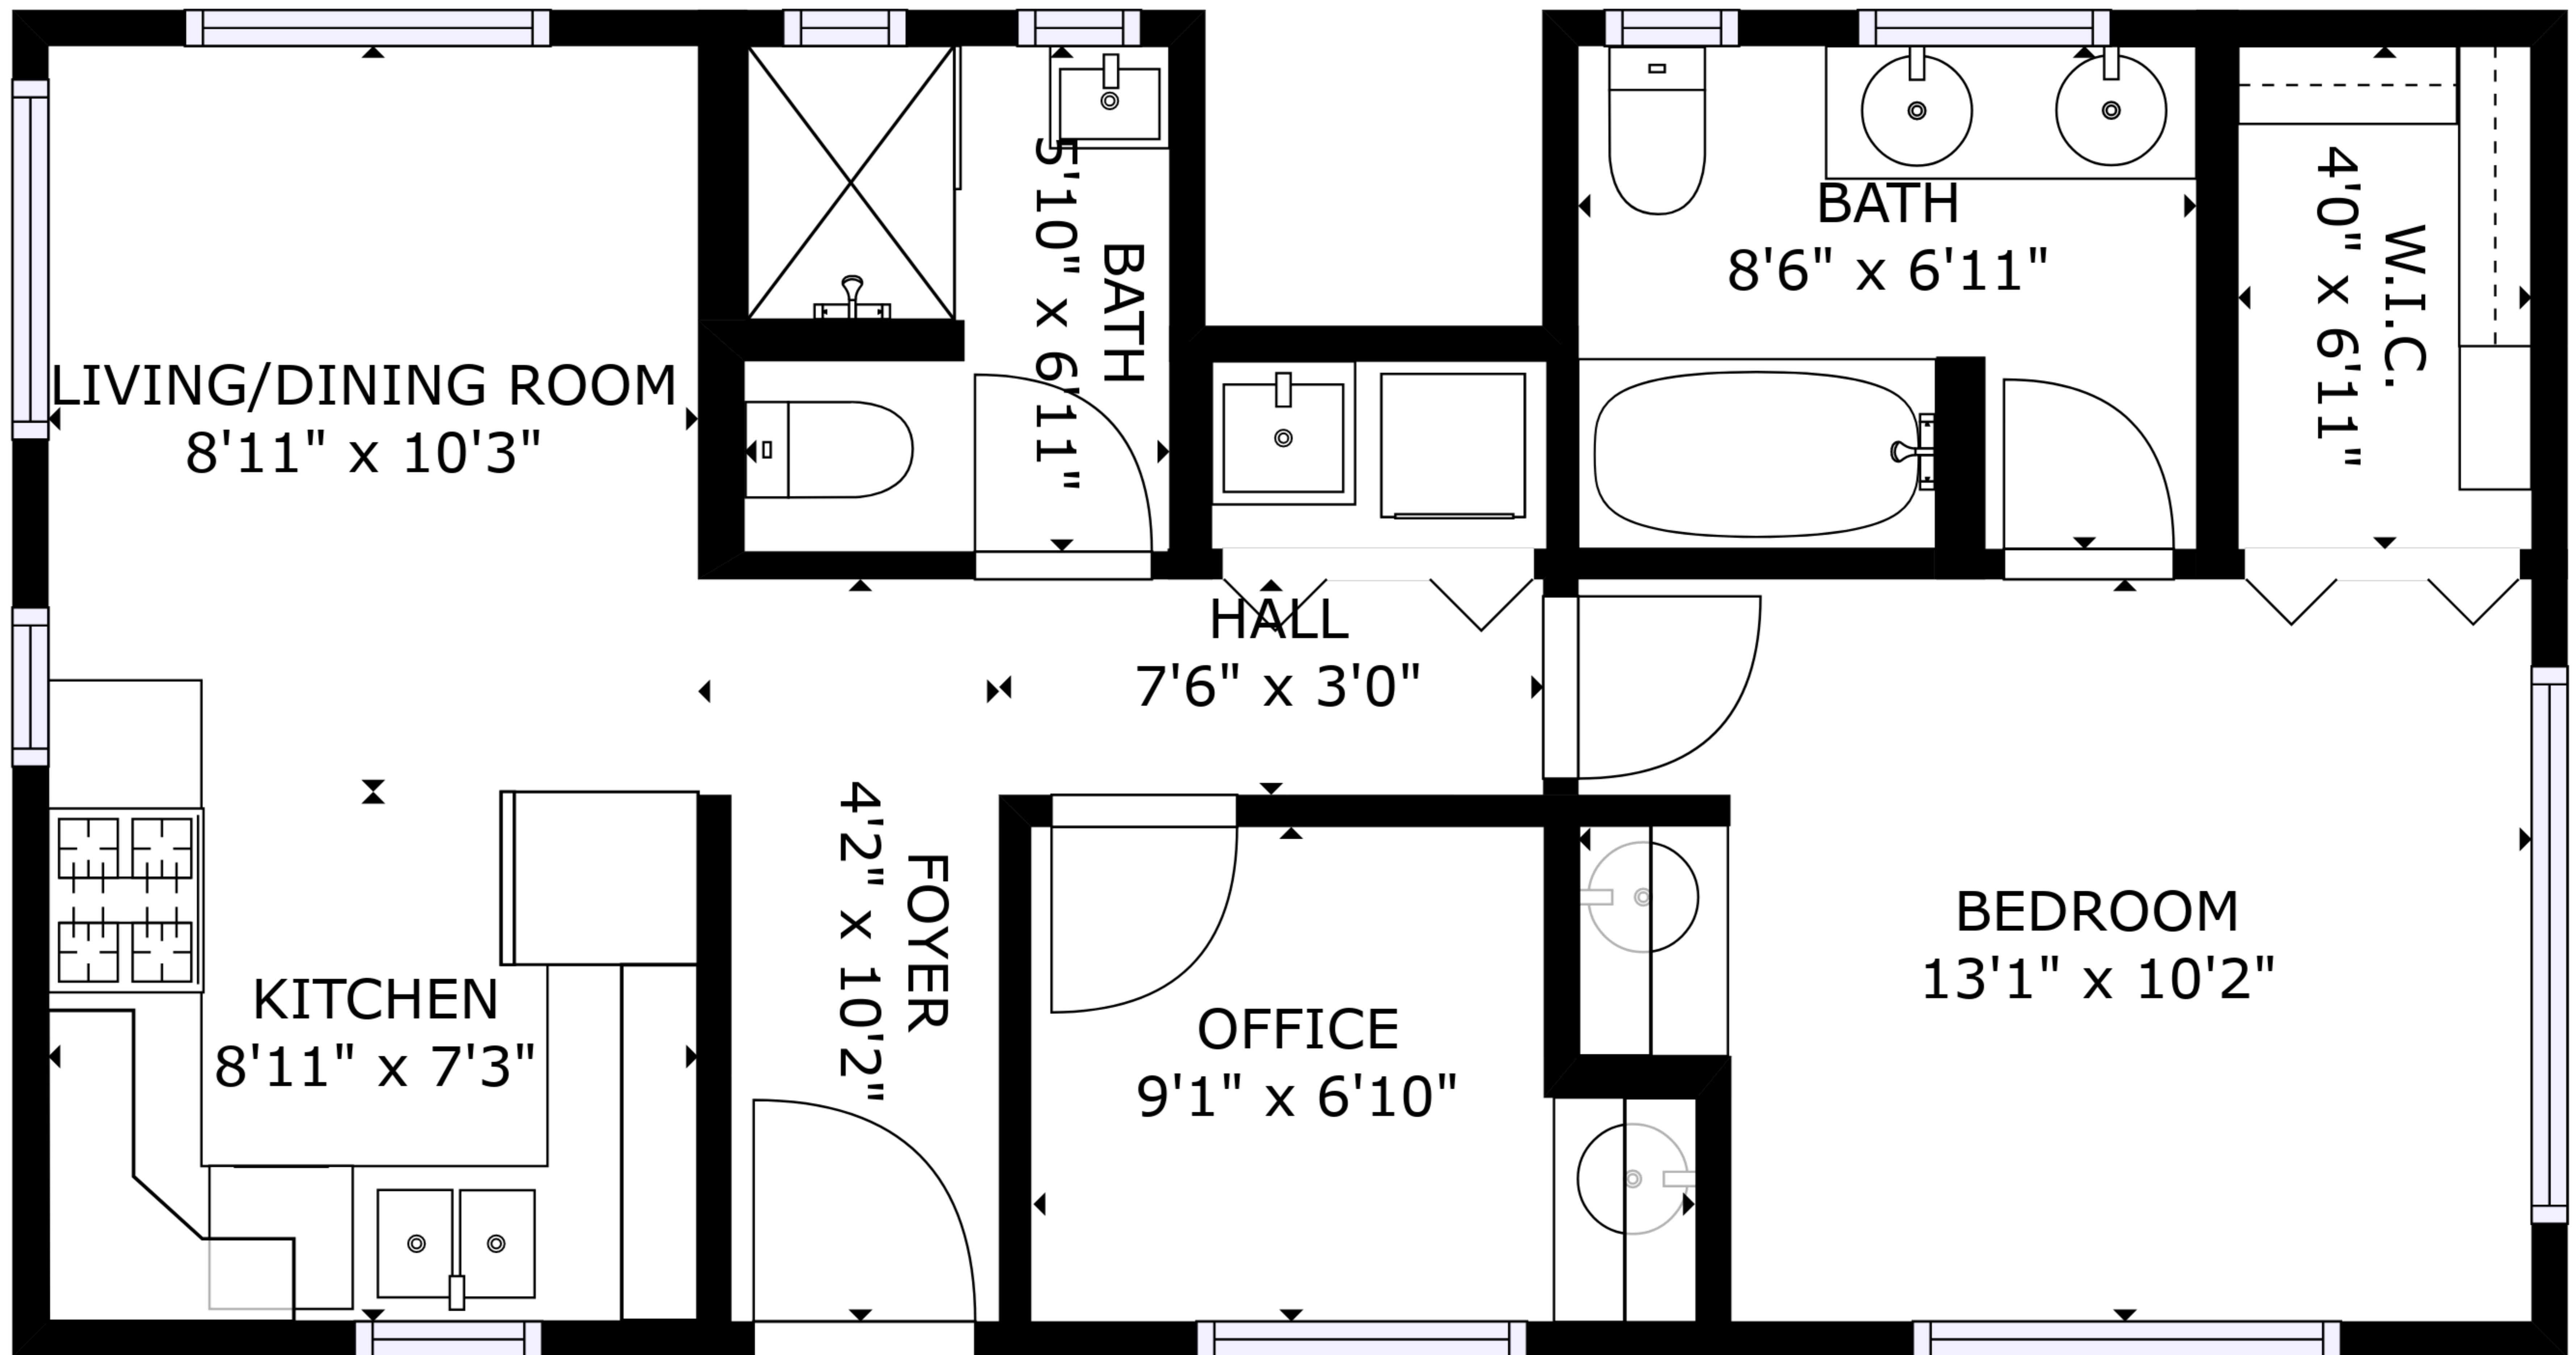 LIVING/DINING ROOM
8'11" x 10'3"
BATH
5'10" x 6'11"
BATH
8'6" x 6'11"
W.I.C.
4'0" x 6'11"
HALL
7'6" x 3'0"
KITCHEN
8'11" x 7'3"
FOYER
4'2" x 10'2"
OFFICE
9'1" x 6'10"
BEDROOM
13'1" x 10'2"